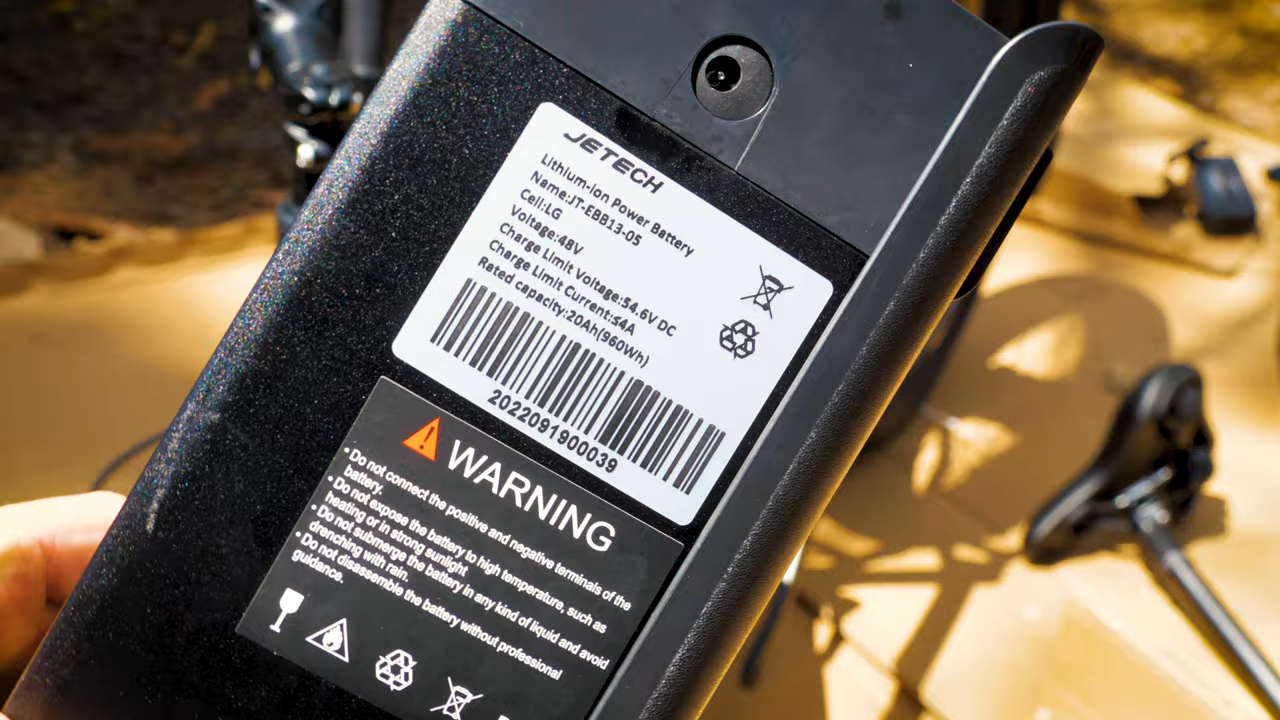 JETECH
Lithium-ion Power Battery
Name:JT-EBB13-05
Cell:LG
Voltage:48V
Charge Limit Voltage:54.6V DC
Charge Limit Current:≤4A
Rated capacity:20Ah(960Wh)
2022091900039
WARNING
• Do not connect the positive and negative terminals of the
battery.
• Do not expose the battery to high temperature, such as
heating or in strong sunlight
• Do not submerge the battery in any kind of liquid and avoid
drenching with rain.
• Do not disassemble the battery without professional
guidance.